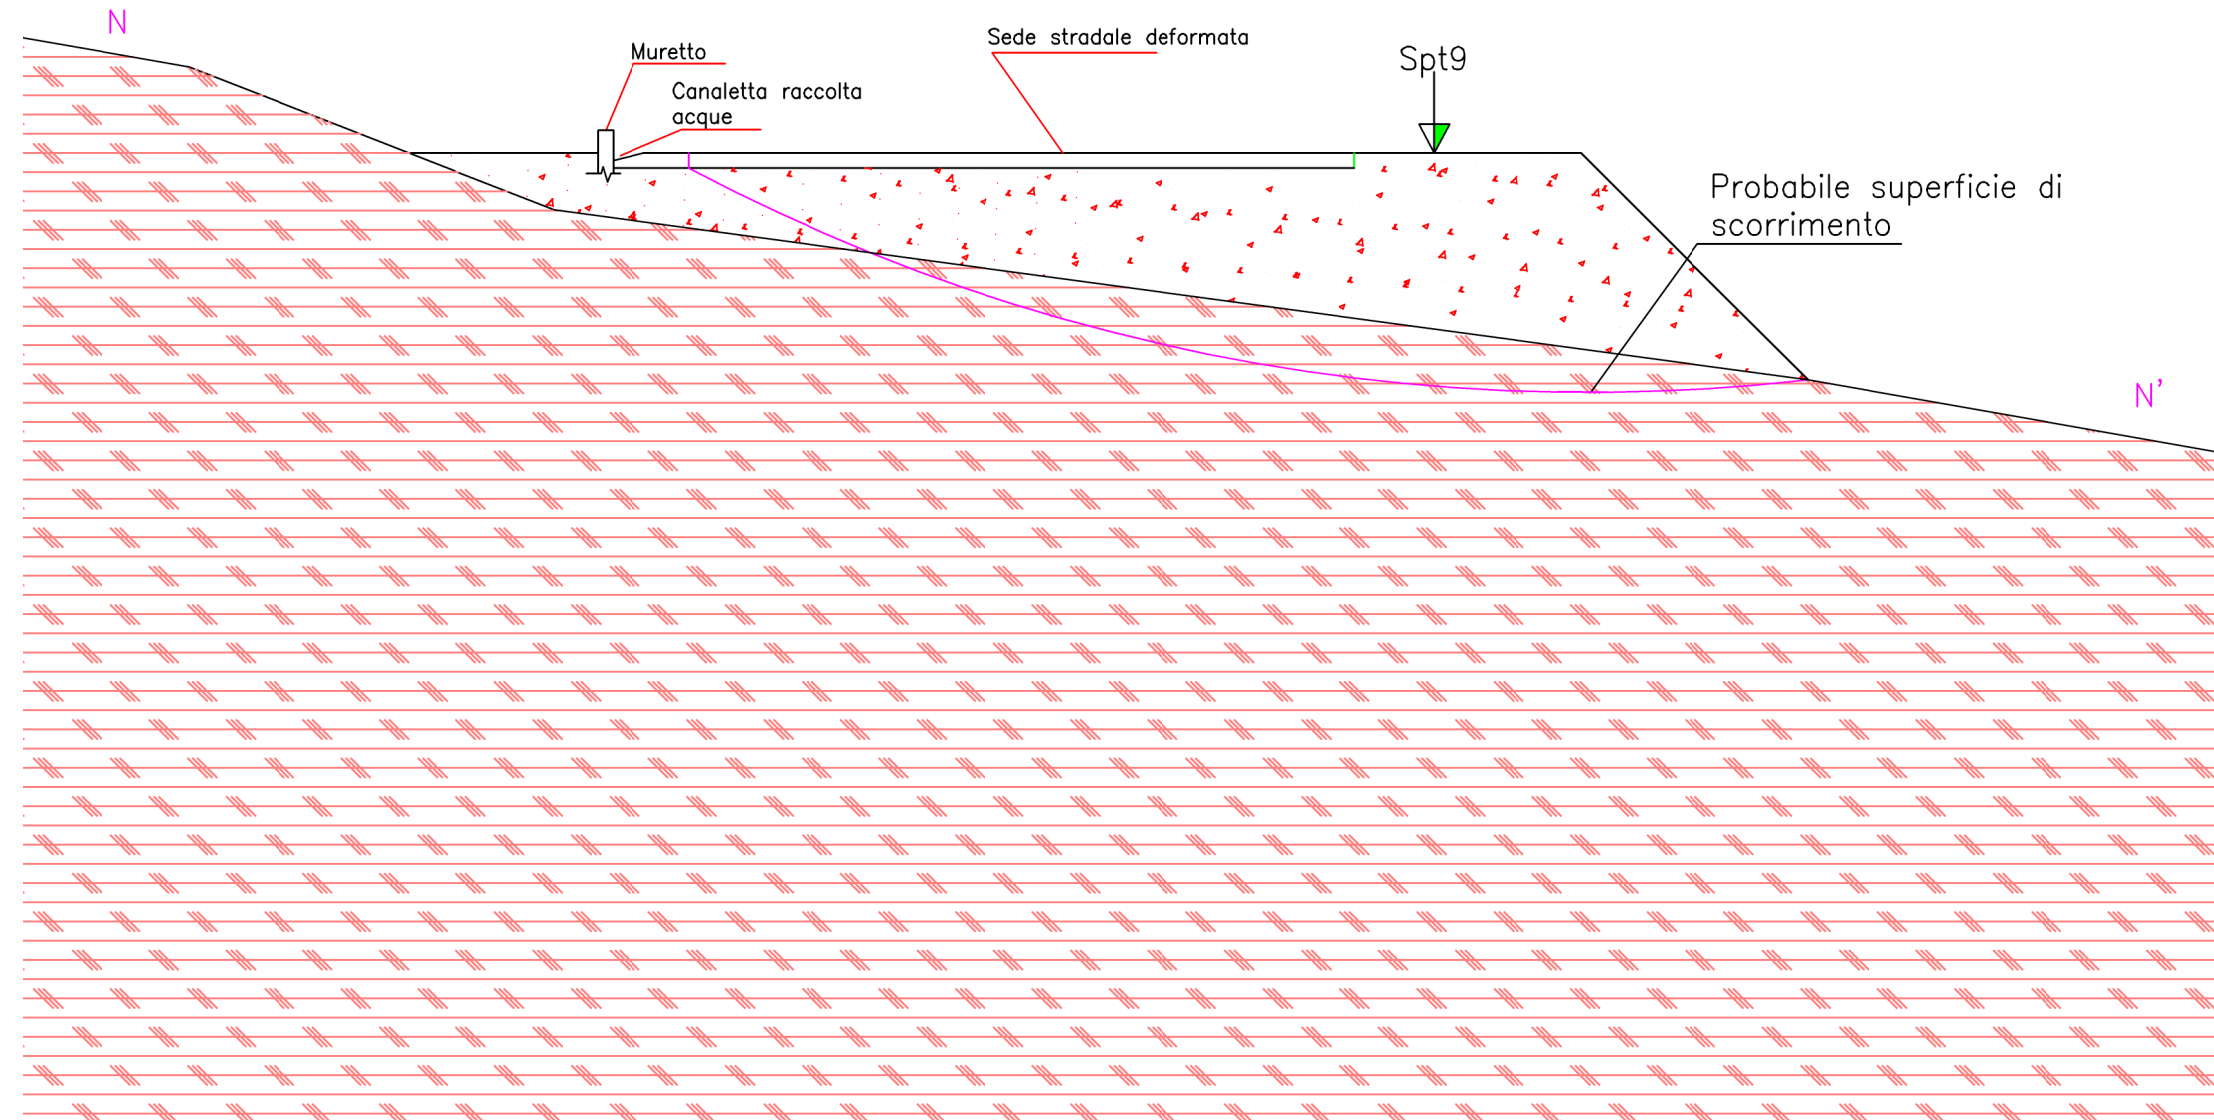 N
Muretto
Canaletta raccolta
acque
Sede stradale deformata
Spt9
Probabile superficie di
scorrimento
N'